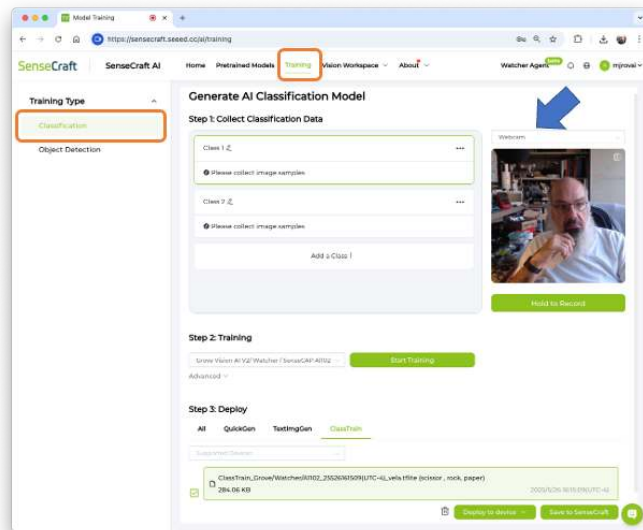 Model Training
https://sensecraft.seeed.cc/ai/training
SenseCraft SenseCraft AI Home Pretrained Models Training Vision Workspace About Watcher Agent mjrovai
Training Type
Classification
Object Detection
Generate AI Classification Model
Step 1: Collect Classification Data
Class 1
Please collect image samples
Class 2
Please collect image samples
Add a Class
Webcam
Hold to Record
Step 2: Training
Grove Vision AI V2/ Watcher / SenseCAP A1102
Start Training
Advanced
Step 3: Deploy
All QuickGen TextImgGen ClassTrain
Supported Devices
(scissor , rock, paper)
284.06 KB
Deploy to device Save to SenseCraft